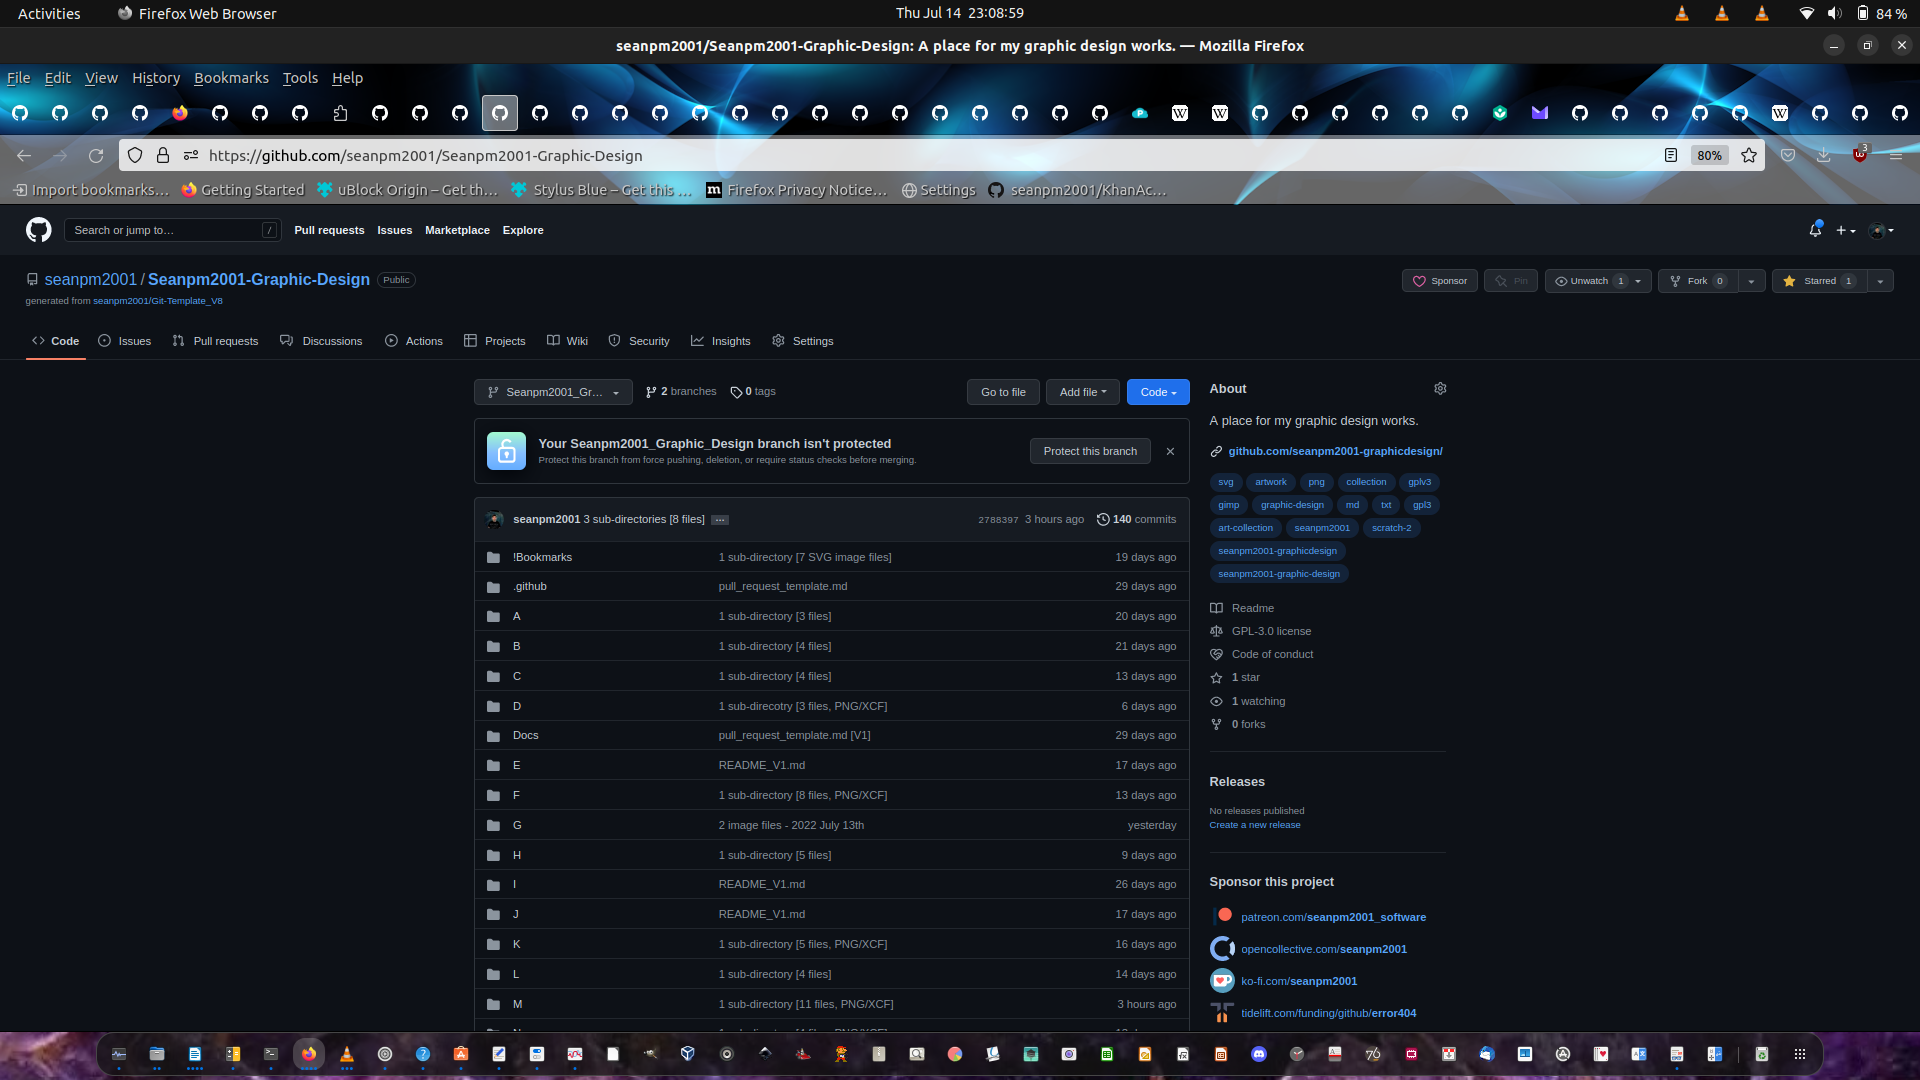 Activities Firefox Web Browser Thu Jul 14 23:08:59 84 %
seanpm2001/Seanpm2001-Graphic-Design: A place for my graphic design works. — Mozilla Firefox
File Edit View History Bookmarks Tools Help
https://github.com/seanpm2001/Seanpm2001-Graphic-Design 80% 3
Import bookmarks... Getting Started uBlock Origin – Get th... Stylus Blue – Get this ... Firefox Privacy Notice... Settings seanpm2001/KhanAc...
Search or jump to... / Pull requests Issues Marketplace Explore
seanpm2001 / Seanpm2001-Graphic-Design Public Sponsor Pin Unwatch 1 Fork 0 Starred 1
generated from seanpm2001/Git-Template_V8
Code Issues Pull requests Discussions Actions Projects Wiki Security Insights Settings
Seanpm2001_Gr... 2 branches 0 tags Go to file Add file Code
Your Seanpm2001_Graphic_Design branch isn't protected
Protect this branch from force pushing, deletion, or require status checks before merging.
Protect this branch
seanpm2001 3 sub-directories [8 files] ... 2788397 3 hours ago 140 commits
!Bookmarks 1 sub-directory [7 SVG image files] 19 days ago
.github pull_request_template.md 29 days ago
A 1 sub-directory [3 files] 20 days ago
B 1 sub-directory [4 files] 21 days ago
C 1 sub-directory [4 files] 13 days ago
D 1 sub-direcotry [3 files, PNG/XCF] 6 days ago
Docs pull_request_template.md [V1] 29 days ago
E README_V1.md 17 days ago
F 1 sub-directory [8 files, PNG/XCF] 13 days ago
G 2 image files - 2022 July 13th yesterday
H 1 sub-directory [5 files] 9 days ago
I README_V1.md 26 days ago
J README_V1.md 17 days ago
K 1 sub-directory [5 files, PNG/XCF] 16 days ago
L 1 sub-directory [4 files] 14 days ago
M 1 sub-directory [11 files, PNG/XCF] 3 hours ago
About
A place for my graphic design works.
github.com/seanpm2001-graphicdesign/
svg artwork png collection gplv3
gimp graphic-design md txt gpl3
art-collection seanpm2001 scratch-2
seanpm2001-graphicdesign
seanpm2001-graphic-design
Readme
GPL-3.0 license
Code of conduct
1 star
1 watching
0 forks
Releases
No releases published
Create a new release
Sponsor this project
patreon.com/seanpm2001_software
opencollective.com/seanpm2001
ko-fi.com/seanpm2001
tidelift.com/funding/github/error404